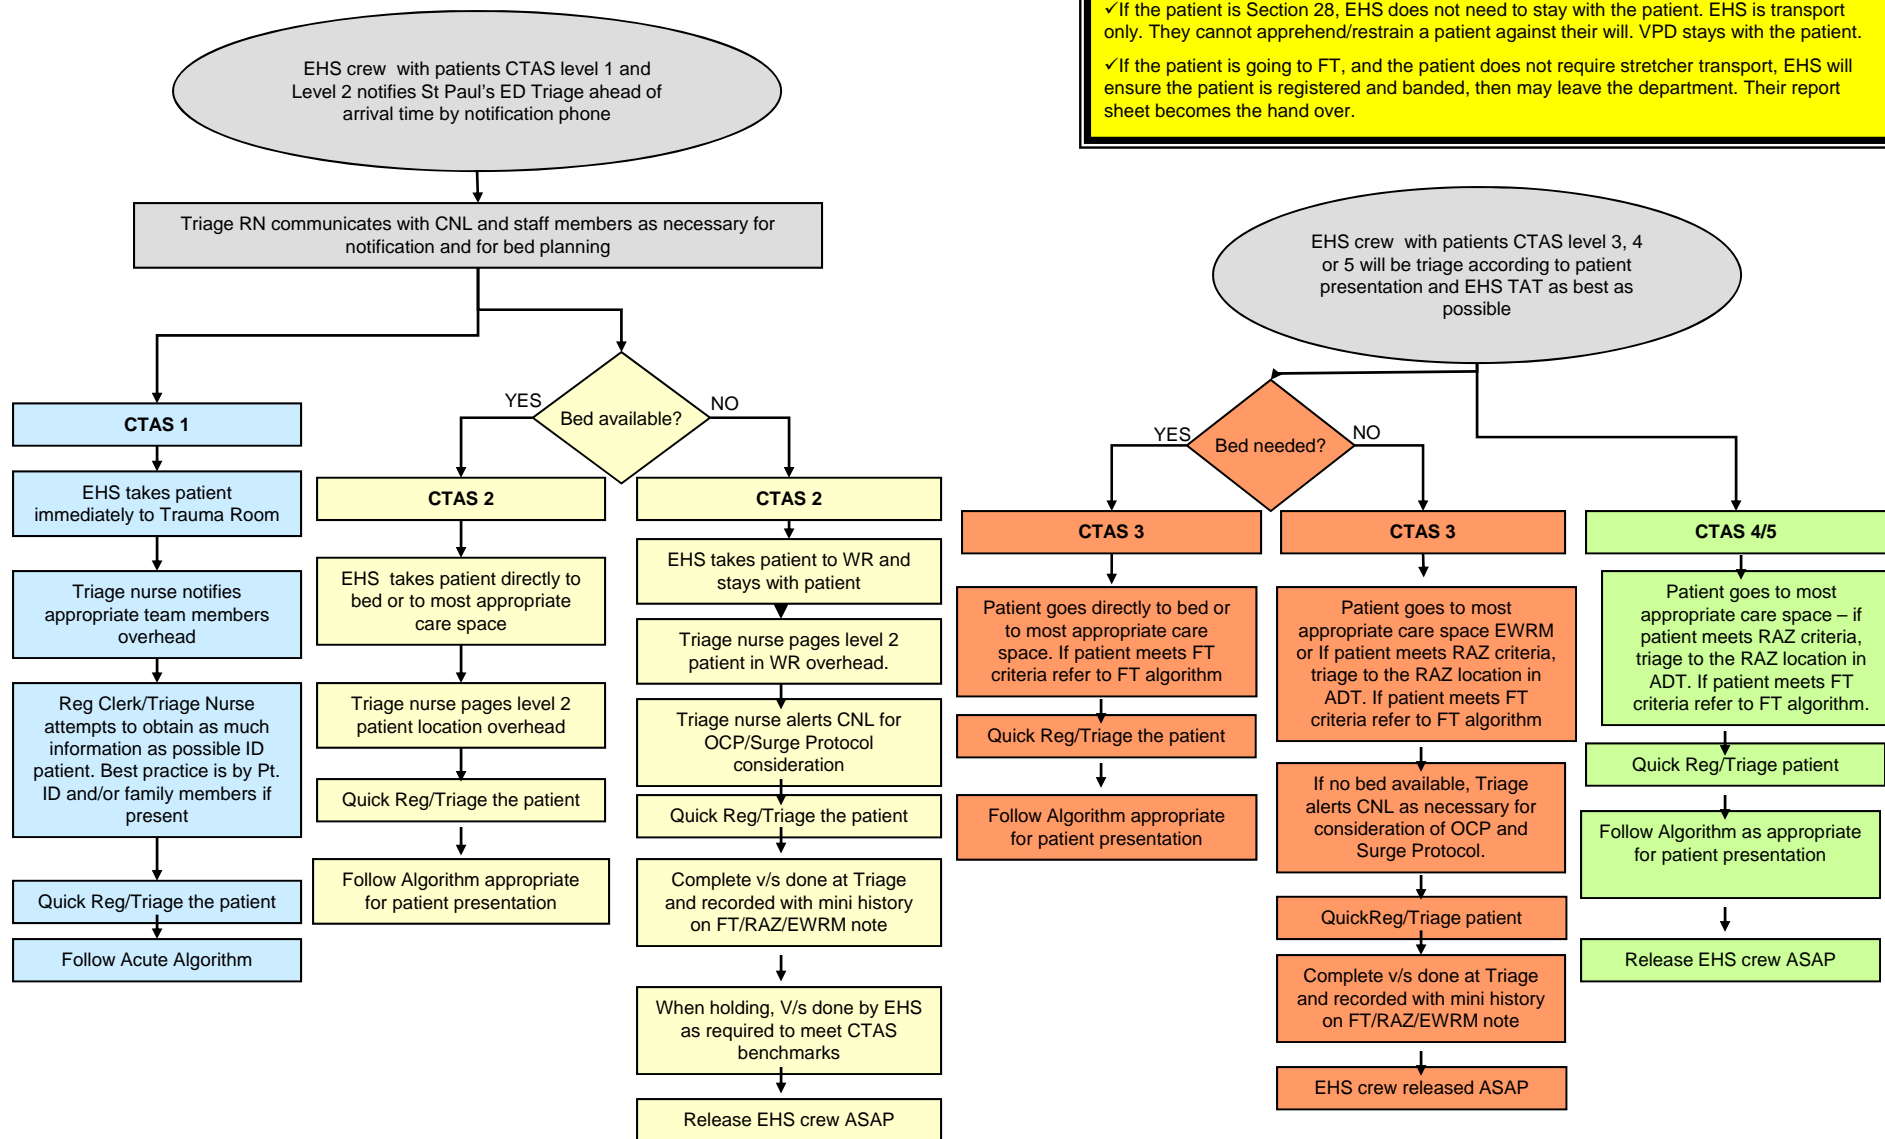 ✓If the patient is Section 28, EHS does not need to stay with the patient. EHS is transport
only. They cannot apprehend/restrain a patient against their will. VPD stays with the patient.
✓If the patient is going to FT, and the patient does not require stretcher transport, EHS will
ensure the patient is registered and banded, then may leave the department. Their report
sheet becomes the hand over.
EHS crew with patients CTAS level 1 and
Level 2 notifies St Paul's ED Triage ahead of
arrival time by notification phone
Triage RN communicates with CNL and staff members as necessary for
notification and for bed planning
Bed available?
YES
NO
CTAS 1
EHS takes patient
immediately to Trauma Room
Triage nurse notifies
appropriate team members
overhead
Reg Clerk/Triage Nurse
attempts to obtain as much
information as possible ID
patient. Best practice is by Pt.
ID and/or family members if
present
Quick Reg/Triage the patient
Follow Acute Algorithm
CTAS 2
EHS takes patient directly to
bed or to most appropriate
care space
Triage nurse pages level 2
patient location overhead
Quick Reg/Triage the patient
Follow Algorithm appropriate
for patient presentation
CTAS 2
EHS takes patient to WR and
stays with patient
Triage nurse pages level 2
patient in WR overhead.
Triage nurse alerts CNL for
OCP/Surge Protocol
consideration
Quick Reg/Triage the patient
Complete v/s done at Triage
and recorded with mini history
on FT/RAZ/EWRM note
When holding, V/s done by EHS
as required to meet CTAS
benchmarks
Release EHS crew ASAP
EHS crew with patients CTAS level 3, 4
or 5 will be triage according to patient
presentation and EHS TAT as best as
possible
Bed needed?
YES
NO
CTAS 3
Patient goes directly to bed or
to most appropriate care
space. If patient meets FT
criteria refer to FT algorithm
Quick Reg/Triage the patient
Follow Algorithm appropriate
for patient presentation
CTAS 3
Patient goes to most
appropriate care space EWRM
or If patient meets RAZ criteria,
triage to the RAZ location in
ADT. If patient meets FT
criteria refer to FT algorithm
If no bed available, Triage
alerts CNL as necessary for
consideration of OCP and
Surge Protocol.
QuickReg/Triage patient
Complete v/s done at Triage
and recorded with mini history
on FT/RAZ/EWRM note
EHS crew released ASAP
CTAS 4/5
Patient goes to most
appropriate care space – if
patient meets RAZ criteria,
triage to the RAZ location in
ADT. If patient meets FT
criteria refer to FT algorithm.
Quick Reg/Triage patient
Follow Algorithm as appropriate
for patient presentation
Release EHS crew ASAP